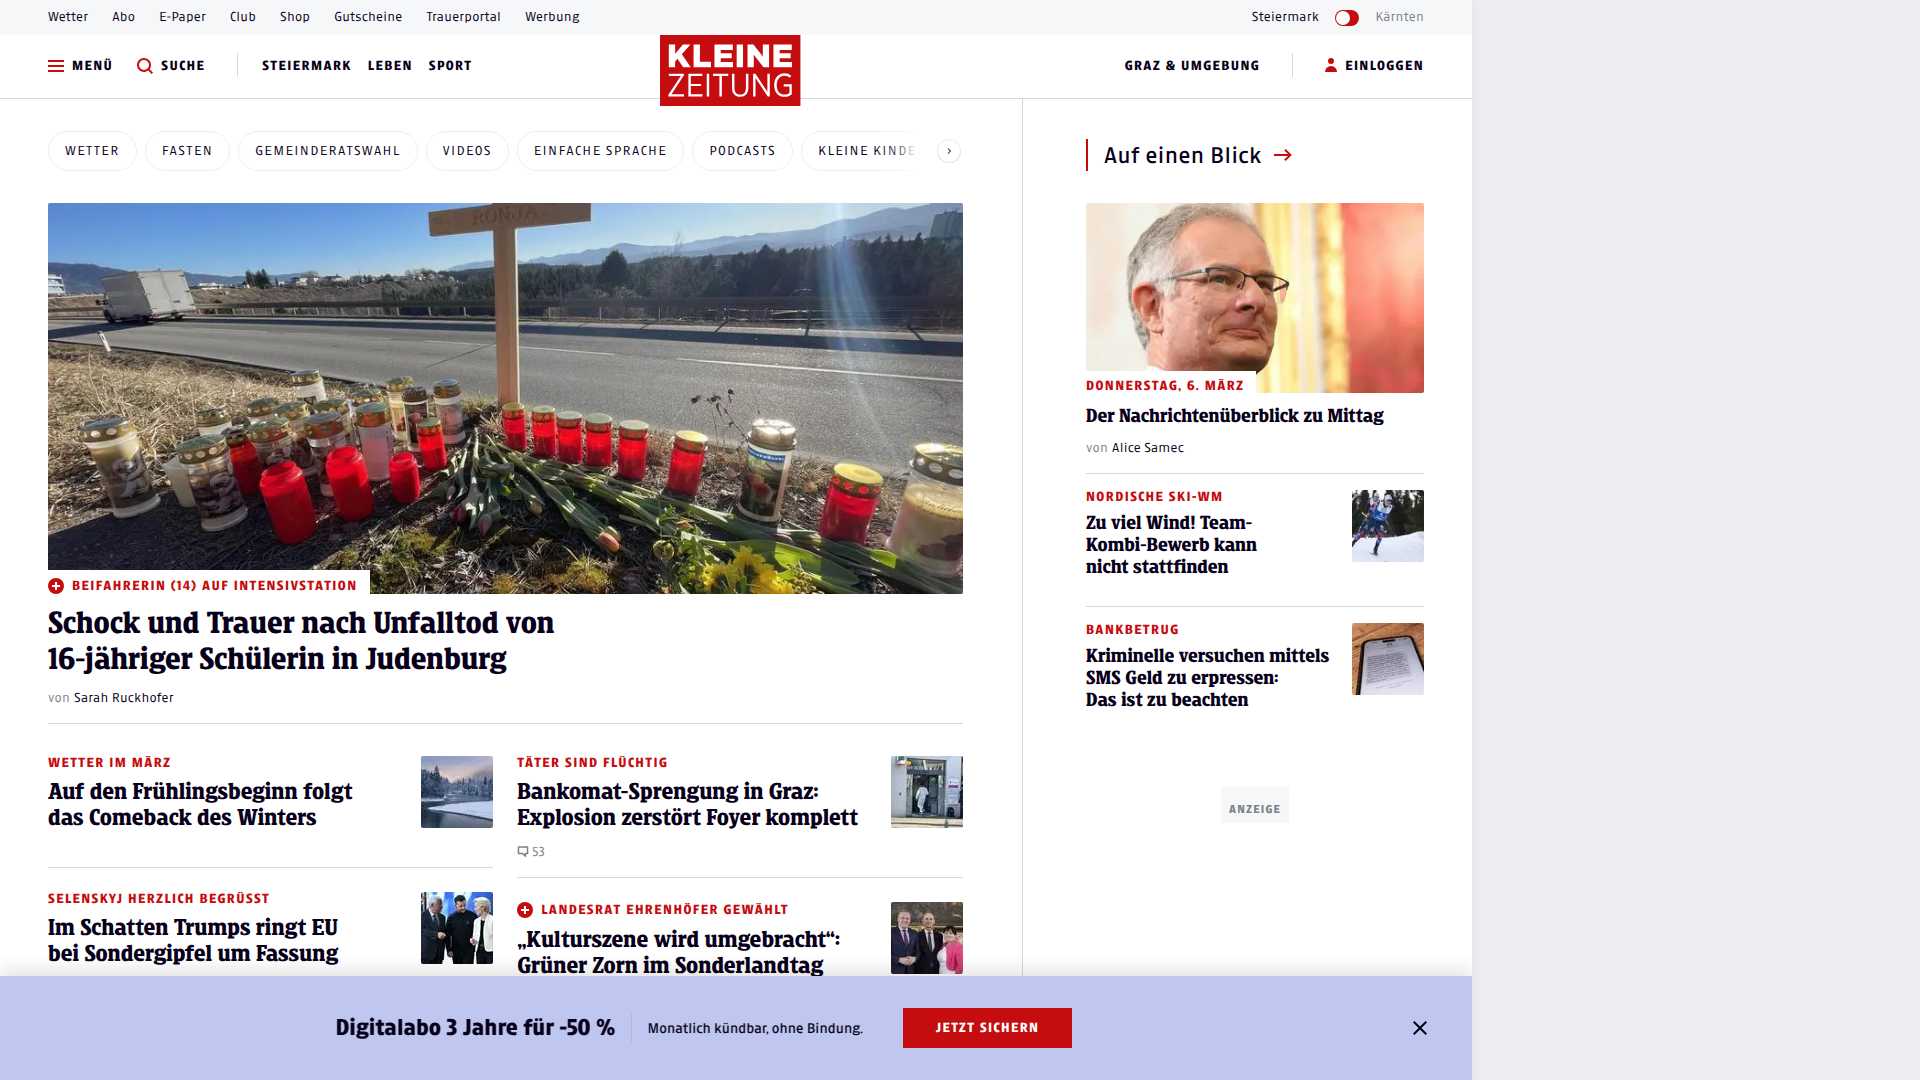 Wetter
Abo
E-Paper
Club
Shop
Gutscheine
Trauerportal
Werbung
Steiermark
Kärnten
MENÜ
SUCHE
STEIERMARK
LEBEN
SPORT
KLEINE
ZEITUNG
GRAZ & UMGEBUNG
EINLOGGEN
WETTER
FASTEN
GEMEINDERATSWAHL
VIDEOS
EINFACHE SPRACHE
PODCASTS
KLEINE KINDE
RONJA
BEIFAHRERIN (14) AUF INTENSIVSTATION
Schock und Trauer nach Unfalltod von
16-jähriger Schülerin in Judenburg
von Sarah Ruckhofer
WETTER IM MÄRZ
Auf den Frühlingsbeginn folgt
das Comeback des Winters
TÄTER SIND FLÜCHTIG
Bankomat-Sprengung in Graz:
Explosion zerstört Foyer komplett
53
SELENSKYJ HERZLICH BEGRÜSST
Im Schatten Trumps ringt EU
bei Sondergipfel um Fassung
LANDESRAT EHRENHÖFER GEWÄHLT
„Kulturszene wird umgebracht“:
Grüner Zorn im Sonderlandtag
Auf einen Blick
DONNERSTAG, 6. MÄRZ
Der Nachrichtenüberblick zu Mittag
von Alice Samec
NORDISCHE SKI-WM
Zu viel Wind! Team-
Kombi-Bewerb kann
nicht stattfinden
BANKBETRUG
Kriminelle versuchen mittels
SMS Geld zu erpressen:
Das ist zu beachten
ANZEIGE
Digitalabo 3 Jahre für -50 %
Monatlich kündbar, ohne Bindung.
JETZT SICHERN